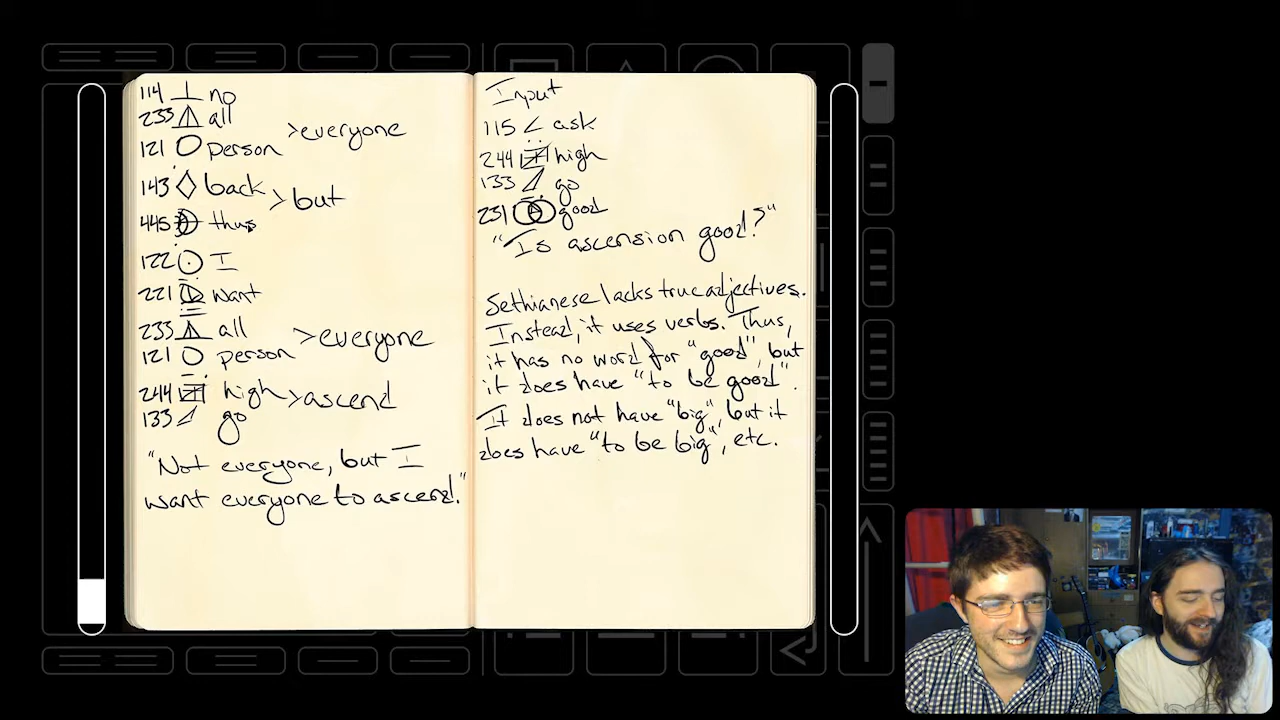 114 no
233 all
>everyone
121 person
143 back
>but
445 thus
122 I
221 want
233 all
>everyone
121 person
244 high
>ascend
133 go
"Not everyone, but I
want everyone to ascend."
Input
115 ask
244 high
133 go
231 good
"Is ascension good?"
Sethianese lacks true adjectives.
Instead, it uses verbs. Thus,
it has no word for "good", but
it does have "to be good".
It does not have "big", but it
does have "to be big", etc.